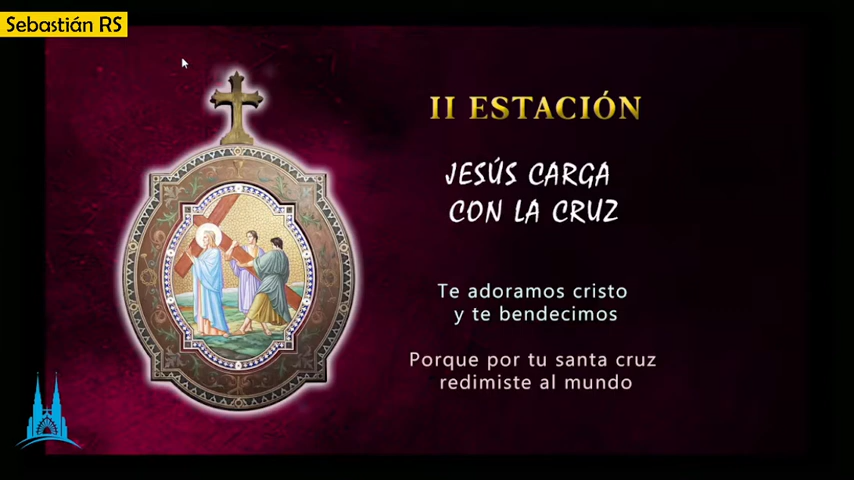 Sebastián RS
II ESTACIÓN
JESÚS CARGA
CON LA CRUZ
Te adoramos cristo
y te bendecimos
Porque por tu santa cruz
redimiste al mundo